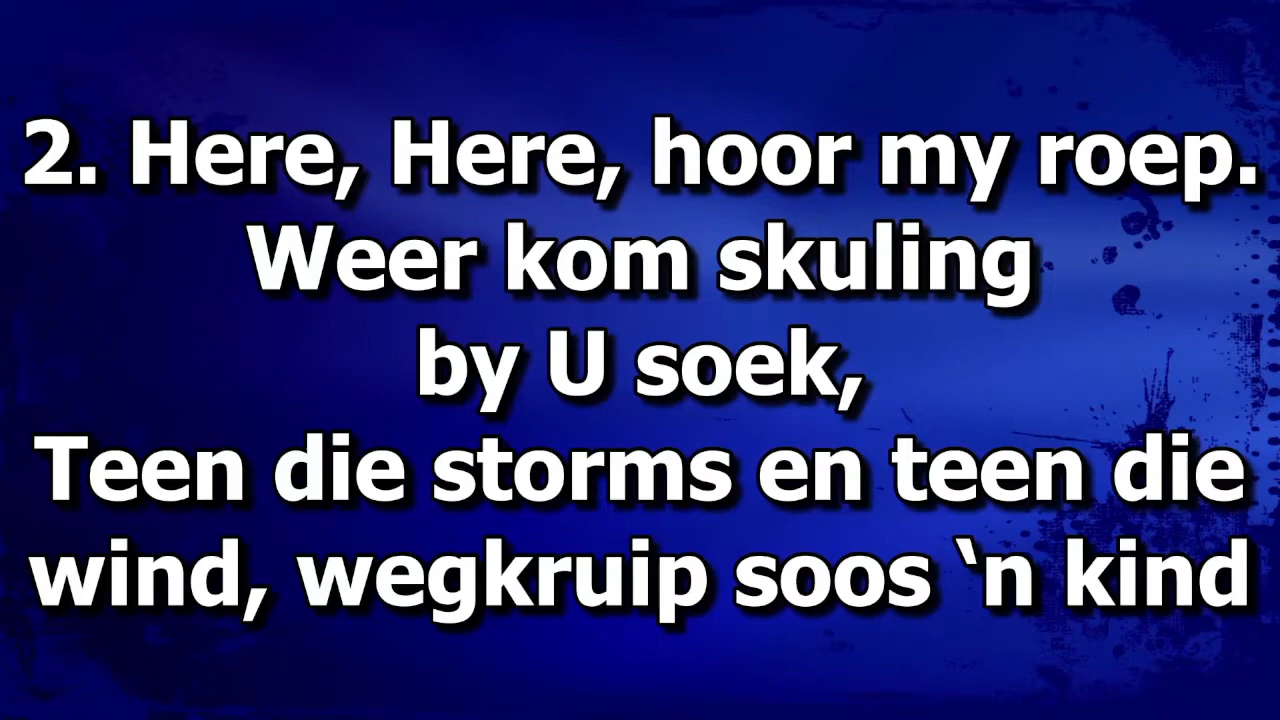 2. Here, Here, hoor my roep.
Weer kom skuling
by U soek,
Teen die storms en teen die
wind, wegkruip soos ‘n kind